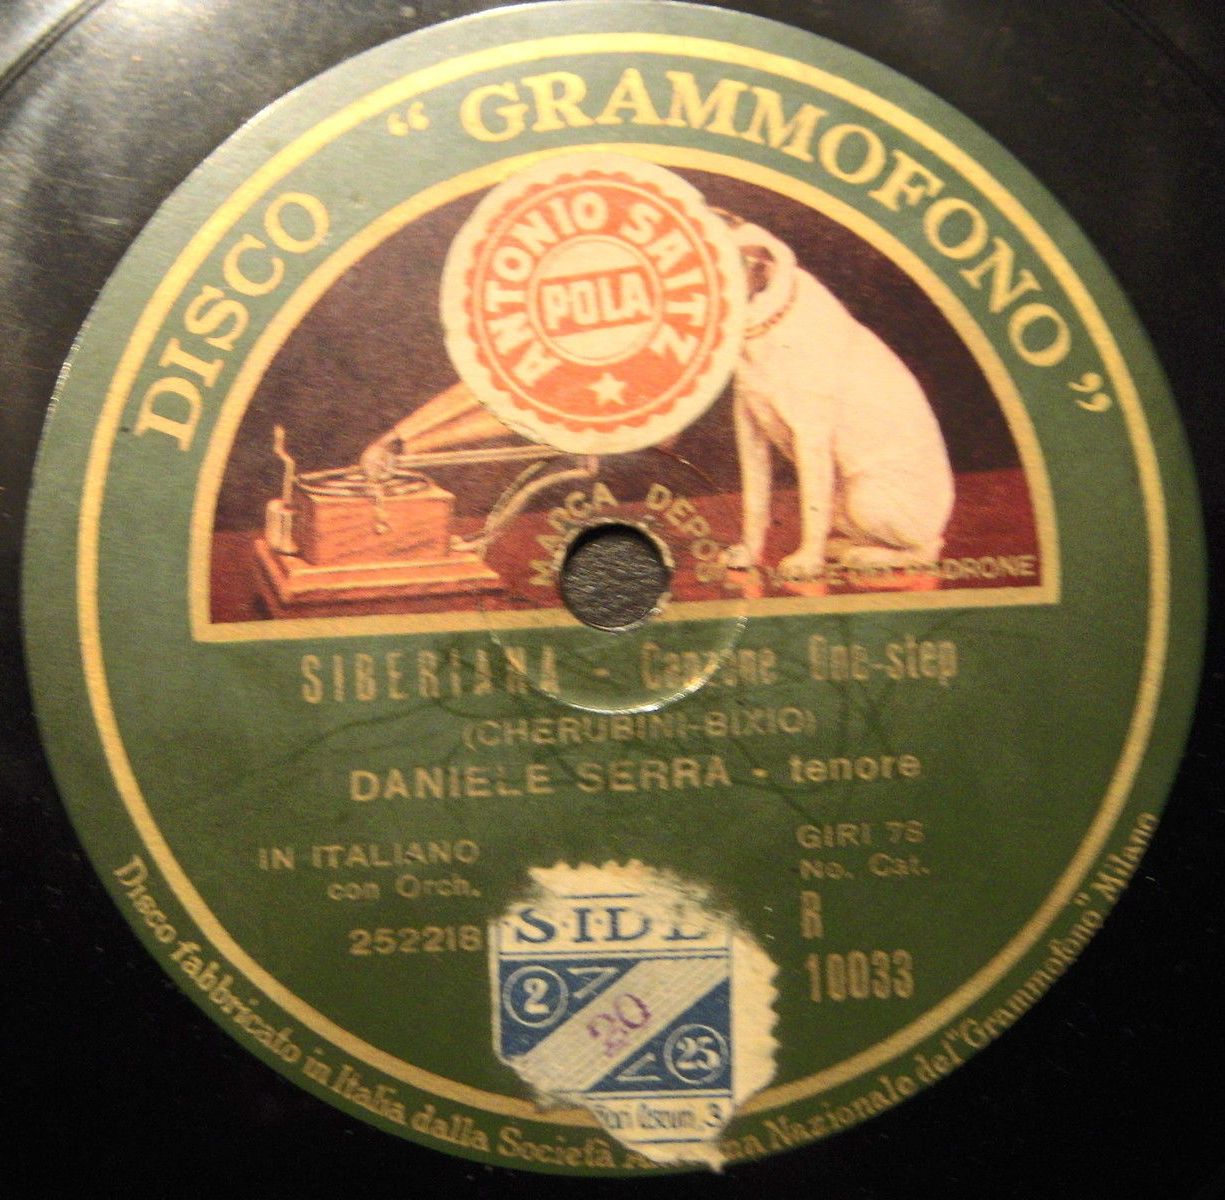 DISCO “ GRAMMOFONO ”
ANTONIO SAITZ
POLA
MARCA
PADRONE
SIBERIANA - Canzone One-step
(CHERUBINI-BIXIO)
DANIELE SERRA - tenore
IN ITALIANO
con Orch.
252218
GIRI 78
No. Cat.
R
10033
2
20
25
3
Disco fabbricato in Italia dalla Società Nazionale del "Grammofono" Milano